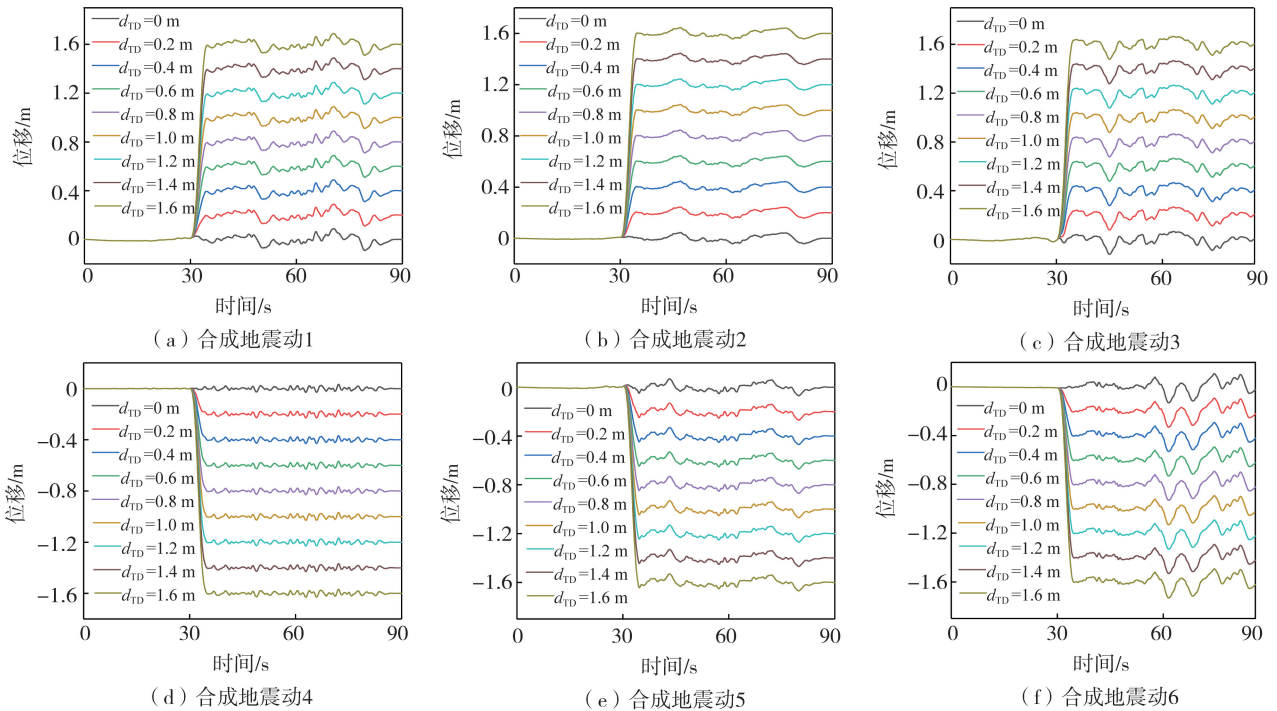 位移/m
1.6
1.2
0.8
0.4
0
d_TD=0 m
d_TD=0.2 m
d_TD=0.4 m
d_TD=0.6 m
d_TD=0.8 m
d_TD=1.0 m
d_TD=1.2 m
d_TD=1.4 m
d_TD=1.6 m
0
30
60
90
时间/s
（a）合成地震动1
位移/m
1.6
1.2
0.8
0.4
0
d_TD=0 m
d_TD=0.2 m
d_TD=0.4 m
d_TD=0.6 m
d_TD=0.8 m
d_TD=1.0 m
d_TD=1.2 m
d_TD=1.4 m
d_TD=1.6 m
0
30
60
90
时间/s
（b）合成地震动2
位移/m
1.6
1.2
0.8
0.4
0
d_TD=0 m
d_TD=0.2 m
d_TD=0.4 m
d_TD=0.6 m
d_TD=0.8 m
d_TD=1.0 m
d_TD=1.2 m
d_TD=1.4 m
d_TD=1.6 m
0
30
60
90
时间/s
（c）合成地震动3
位移/m
0
−0.4
−0.8
−1.2
−1.6
d_TD=0 m
d_TD=0.2 m
d_TD=0.4 m
d_TD=0.6 m
d_TD=0.8 m
d_TD=1.0 m
d_TD=1.2 m
d_TD=1.4 m
d_TD=1.6 m
0
30
60
90
时间/s
（d）合成地震动4
位移/m
0
−0.4
−0.8
−1.2
−1.6
d_TD=0 m
d_TD=0.2 m
d_TD=0.4 m
d_TD=0.6 m
d_TD=0.8 m
d_TD=1.0 m
d_TD=1.2 m
d_TD=1.4 m
d_TD=1.6 m
0
30
60
90
时间/s
（e）合成地震动5
位移/m
0
−0.4
−0.8
−1.2
−1.6
d_TD=0 m
d_TD=0.2 m
d_TD=0.4 m
d_TD=0.6 m
d_TD=0.8 m
d_TD=1.0 m
d_TD=1.2 m
d_TD=1.4 m
d_TD=1.6 m
0
30
60
90
时间/s
（f）合成地震动6